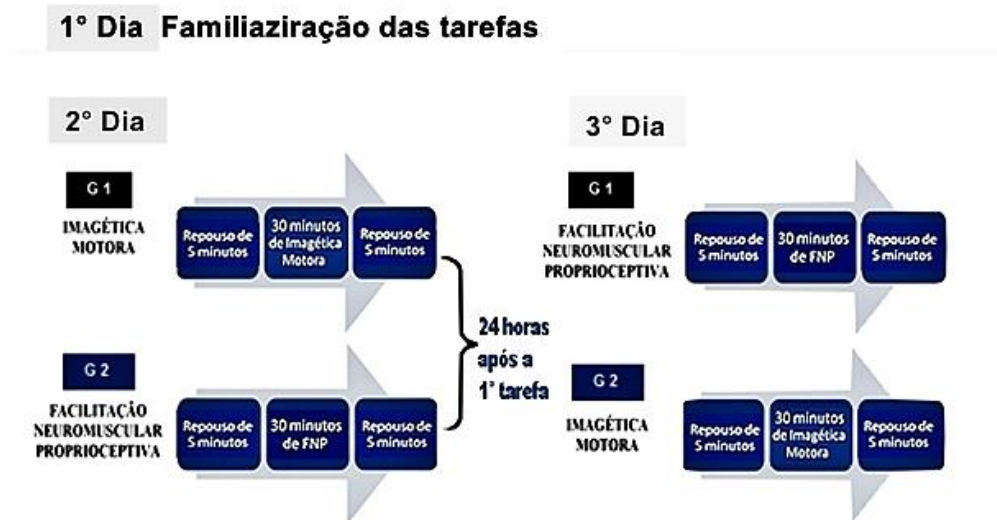 1° Dia Familiaziração das tarefas
2° Dia
G 1
IMAGÉTICA
MOTORA
Repouso de
5 minutos
30 minutos
de Imagética
Motora
Repouso de
5 minutos
G 2
FACILITAÇÃO
NEUROMUSCULAR
PROPRIOCEPTIVA
Repouso de
5 minutos
30 minutos
de FNP
Repouso de
5 minutos
24 horas
após a
1° tarefa
3° Dia
G 1
FACILITAÇÃO
NEUROMUSCULAR
PROPRIOCEPTIVA
Repouso de
5 minutos
30 minutos
de FNP
Repouso de
5 minutos
G 2
IMAGÉTICA
MOTORA
Repouso de
5 minutos
30 minutos
de Imagética
Motora
Repouso de
5 minutos